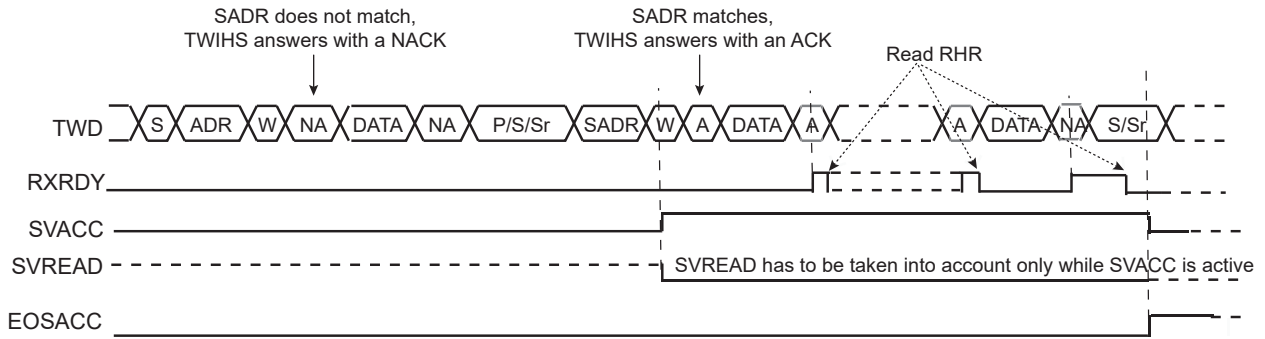 SADR does not match,
TWIHS answers with a NACK
SADR matches,
TWIHS answers with an ACK
Read RHR
TWD S ADR W NA DATA NA P/S/Sr SADR W A DATA A A DATA NA S/Sr
RXRDY
SVACC
SVREAD SVREAD has to be taken into account only while SVACC is active
EOSACC